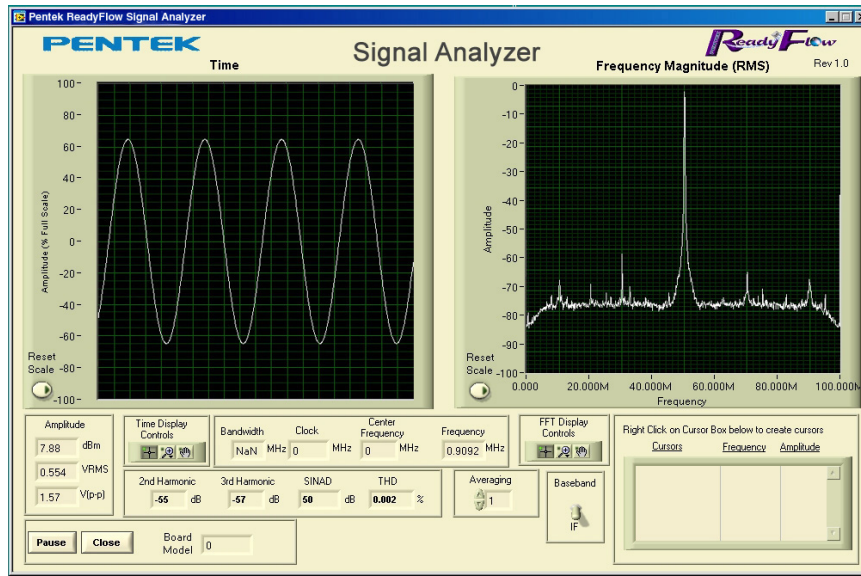 Pentek ReadyFlow Signal Analyzer
PENTEK
Signal Analyzer
ReadyFlow
Time
Frequency Magnitude (RMS)
Rev 1.0
100
80
60
40
20
0
-20
-40
-60
-80
-100
Amplitude (% Full Scale)
Reset
Scale
0
-10
-20
-30
-40
-50
-60
-70
-80
-90
-100
Amplitude
Reset
Scale
0.000
20.000M
40.000M
60.000M
80.000M
100.000M
Frequency
Amplitude
7.88 dBm
0.554 VRMS
1.57 V(p-p)
Time Display
Controls
Bandwidth
NaN MHz
Clock
0 MHz
Center
Frequency
0 MHz
Frequency
0.9092 MHz
FFT Display
Controls
Right Click on Cursor Box below to create cursors
Cursors Frequency Amplitude
2nd Harmonic
-55 dB
3rd Harmonic
-57 dB
SINAD
50 dB
THD
0.002 %
Averaging
1
Baseband
IF
Pause
Close
Board
Model
0